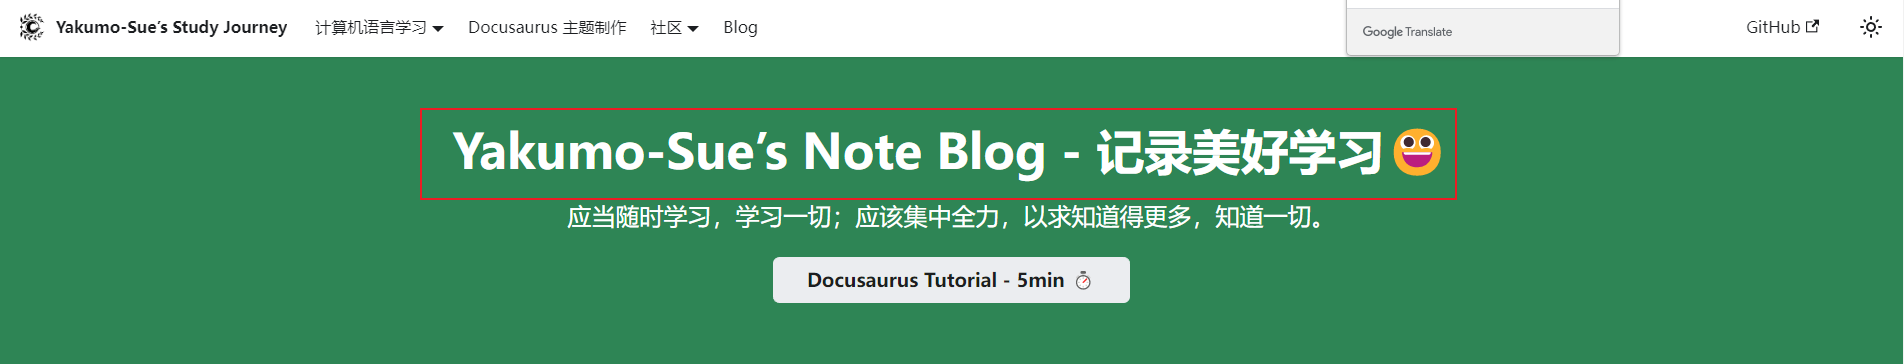 Yakumo-Sue’s Study Journey 计算机语言学习 Docusaurus 主题制作 社区 Blog Google Translate GitHub
Yakumo-Sue’s Note Blog - 记录美好学习😀
应当随时学习，学习一切；应该集中全力，以求知道得更多，知道一切。
Docusaurus Tutorial - 5min ⏱️